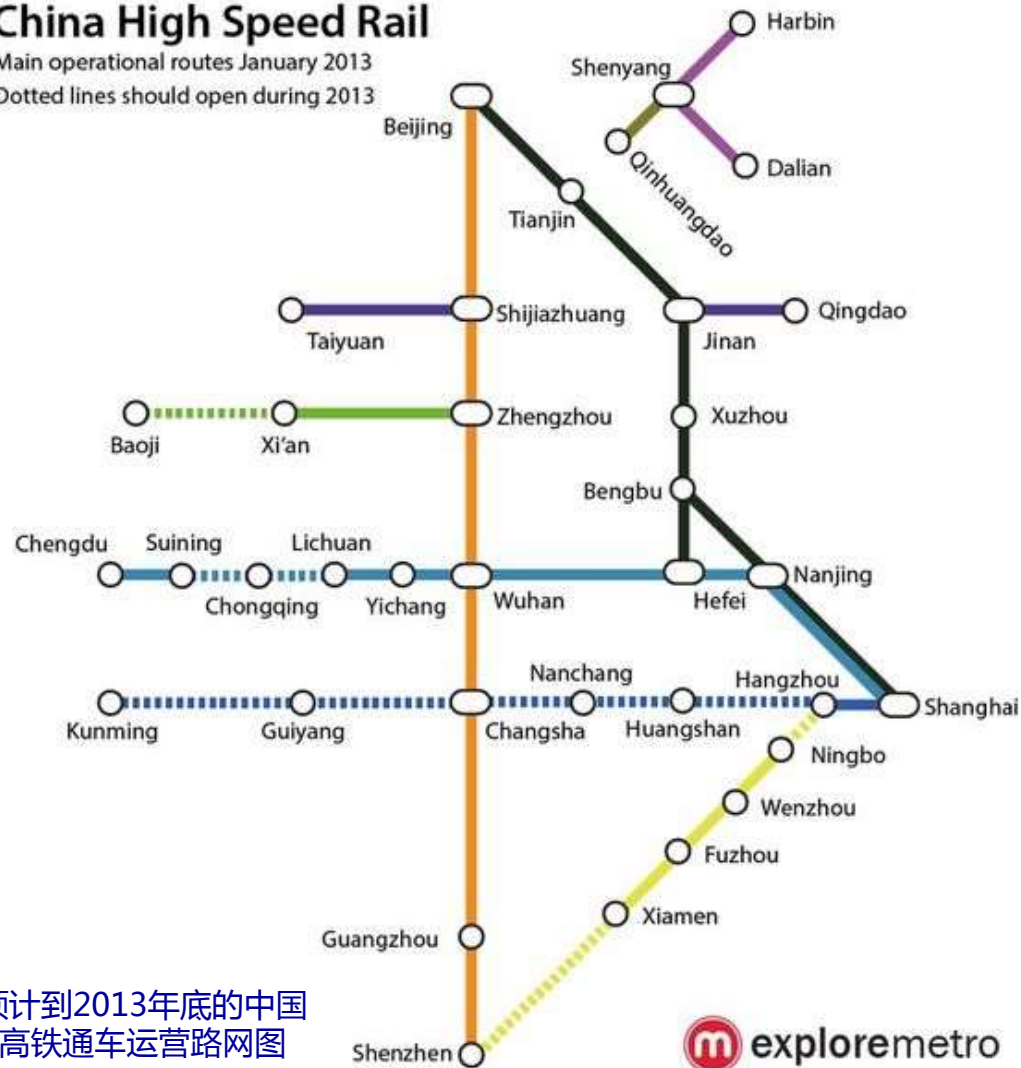 China High Speed Rail
Main operational routes January 2013
Dotted lines should open during 2013
Harbin
Shenyang
Beijing
Dalian
Qinhuangdao
Tianjin
Shijiazhuang
Qingdao
Taiyuan
Jinan
Zhengzhou
Xuzhou
Baoji
Xi'an
Bengbu
Chengdu
Suining
Lichuan
Nanjing
Chongqing
Yichang
Wuhan
Hefei
Nanchang
Hangzhou
Shanghai
Kunming
Guiyang
Changsha
Huangshan
Ningbo
Wenzhou
Fuzhou
Xiamen
Guangzhou
预计到2013年底的中国
高铁通车运营路网图
Shenzhen
m exploremetro